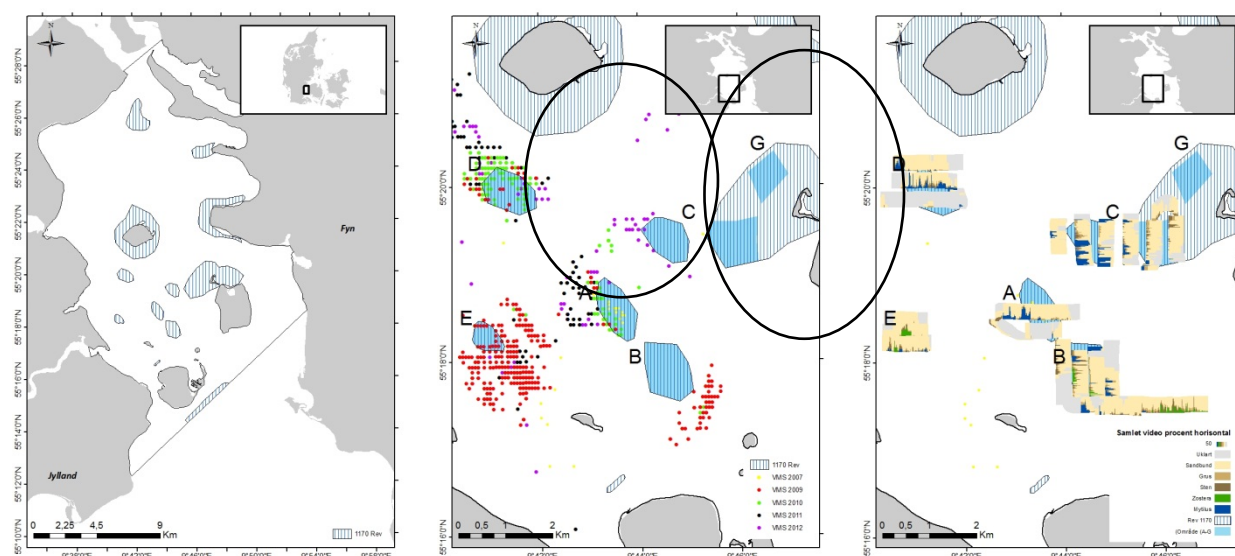 55°28'0"N
55°26'0"N
55°24'0"N
55°22'0"N
55°20'0"N
55°18'0"N
55°16'0"N
55°14'0"N
55°12'0"N
55°10'0"N
Fyn
Jylland
0 2,25 4,5 9
Km
1170 Rev
55°20'0"N
55°18'0"N
55°16'0"N
D
G
C
A
E
B
1170 Rev
VMS 2007
VMS 2009
VMS 2010
VMS 2011
VMS 2012
0 0,5 1 2
Km
55°20'0"N
55°18'0"N
55°16'0"N
D
G
C
A
E
B
Samlet video procent horisontal
50
Uklart
Sandbund
Grus
Sten
Zostera
Mytilus
Rev 1170
(Område (A-G
0 0,5 1 2
Km